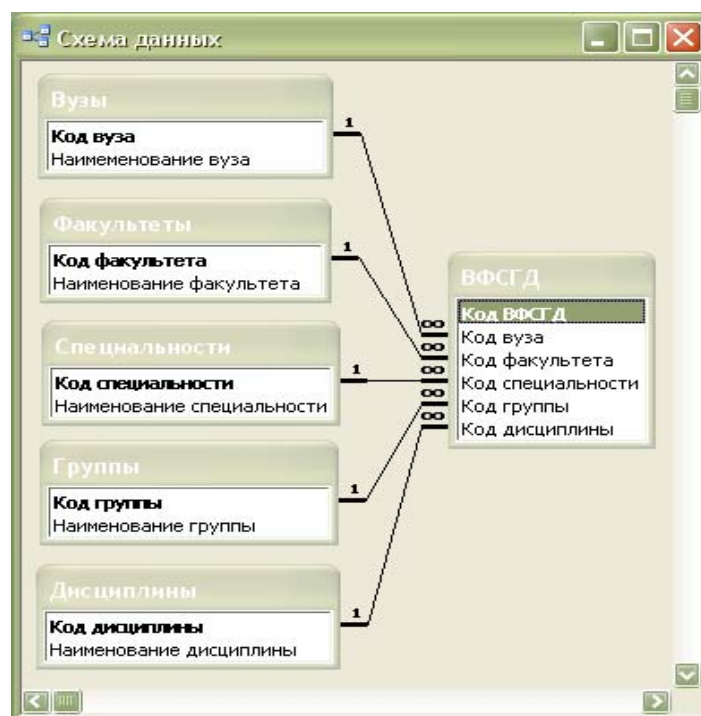 Схема данных
Вузы
1
Код вуза
Наимеменование вуза
Факультеты
1
Код факультета
Наименование факультета
ВФСГД
Код ВФСГД
Код вуза
Код факультета
Код специальности
Код группы
Код дисциплины
∞
∞
∞
∞
∞
Специальности
1
Код специальности
Наименование специальности
Группы
1
Код группы
Наименование группы
Дисциплины
1
Код дисциплины
Наименование дисциплины